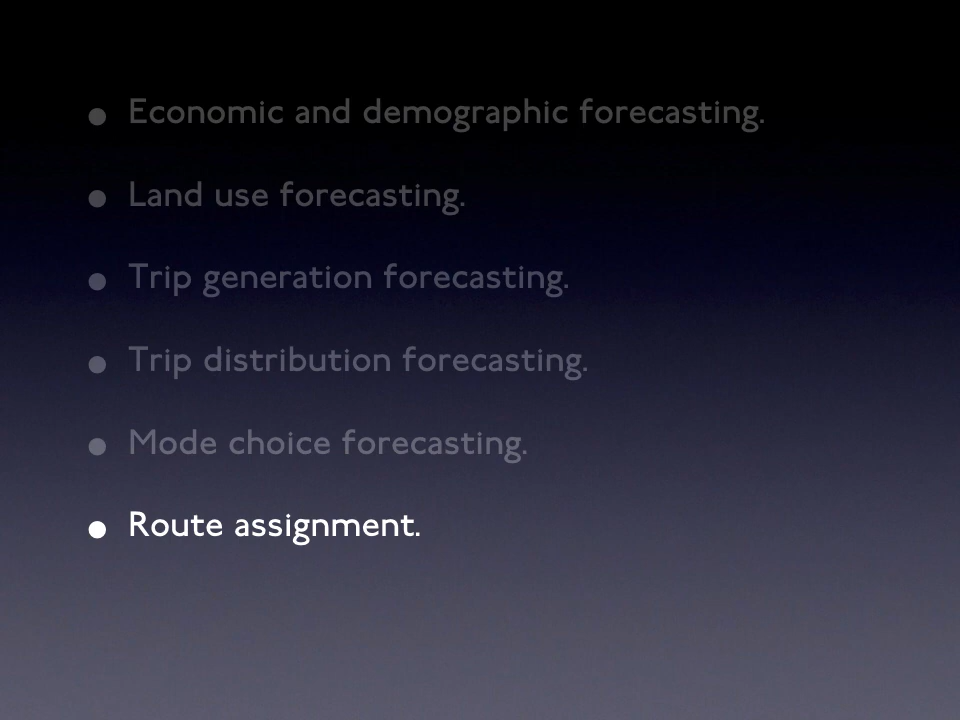 • Economic and demographic forecasting.
• Land use forecasting.
• Trip generation forecasting.
• Trip distribution forecasting.
• Mode choice forecasting.
• Route assignment.